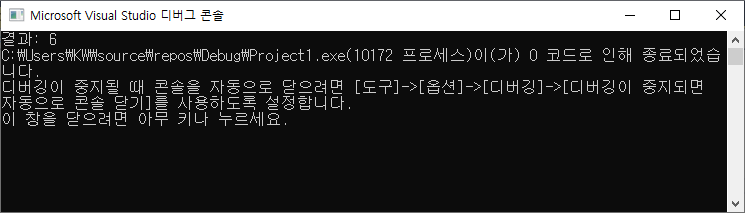 Microsoft Visual Studio 디버그 콘솔
결과: 6
C:₩Users₩KW₩source₩repos₩Debug₩Project1.exe(10172 프로세스)이(가) 0 코드로 인해 종료되었습
니다.
디버깅이 중지될 때 콘솔을 자동으로 닫으려면 [도구]->[옵션]->[디버깅]->[디버깅이 중지되면
자동으로 콘솔 닫기]를 사용하도록 설정합니다.
이 창을 닫으려면 아무 키나 누르세요.